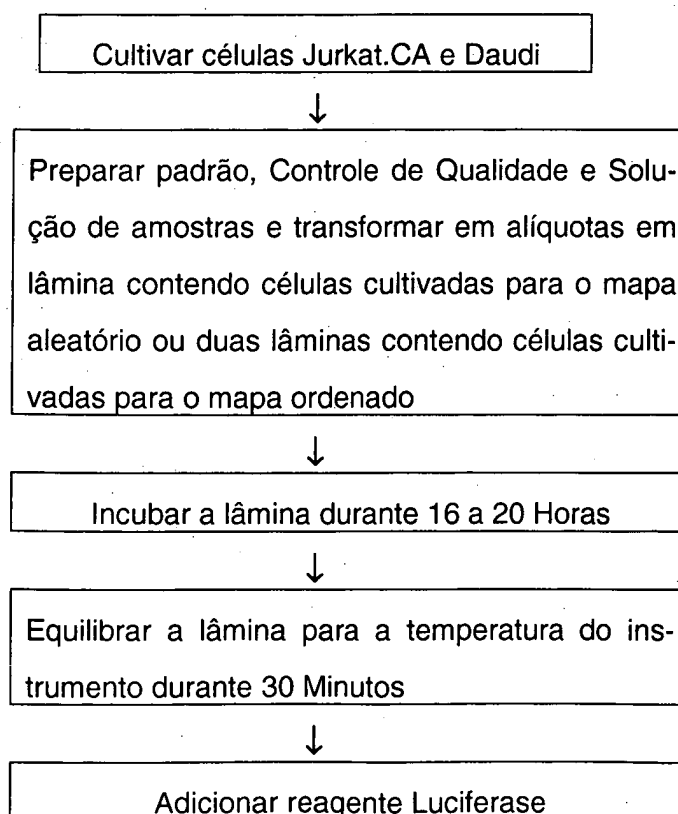 Cultivar células Jurkat.CA e Daudi
↓
Preparar padrão, Controle de Qualidade e Solu-
ção de amostras e transformar em alíquotas em
lâmina contendo células cultivadas para o mapa
aleatório ou duas lâminas contendo células culti-
vadas para o mapa ordenado
↓
Incubar a lâmina durante 16 a 20 Horas
↓
Equilibrar a lâmina para a temperatura do ins-
trumento durante 30 Minutos
↓
Adicionar reagente Luciferase